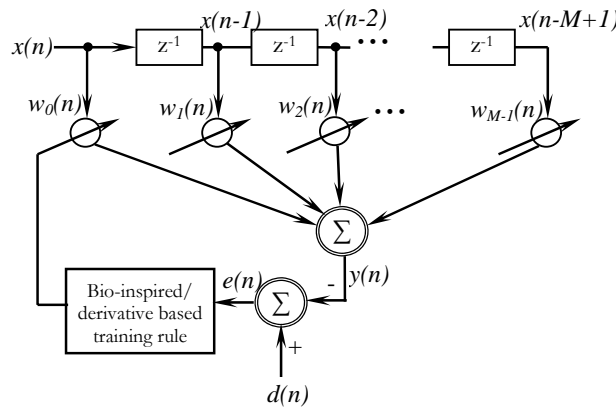 x(n) z⁻¹ x(n-1) z⁻¹ x(n-2) ... z⁻¹ x(n-M+1)
w₀(n) w₁(n) w₂(n) ... w_{M-1}(n)
∑
- y(n)
e(n)
∑
Bio-inspired/
derivative based
training rule
+
d(n)